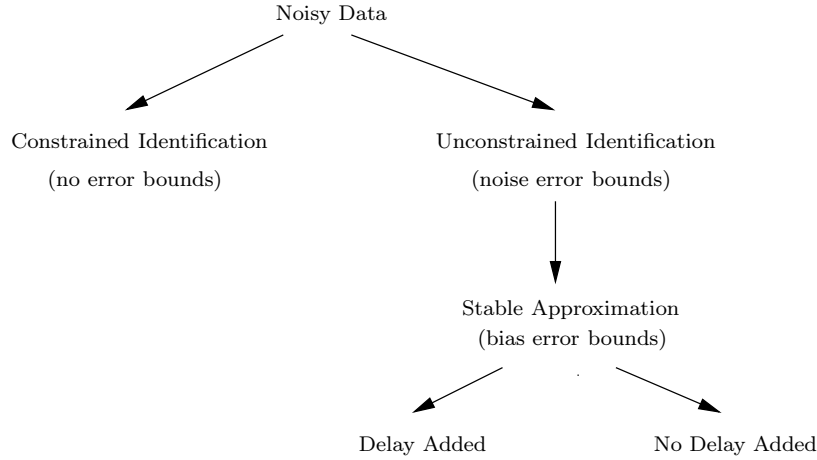 Noisy Data
Constrained Identification
(no error bounds)
Unconstrained Identification
(noise error bounds)
Stable Approximation
(bias error bounds)
Delay Added
No Delay Added